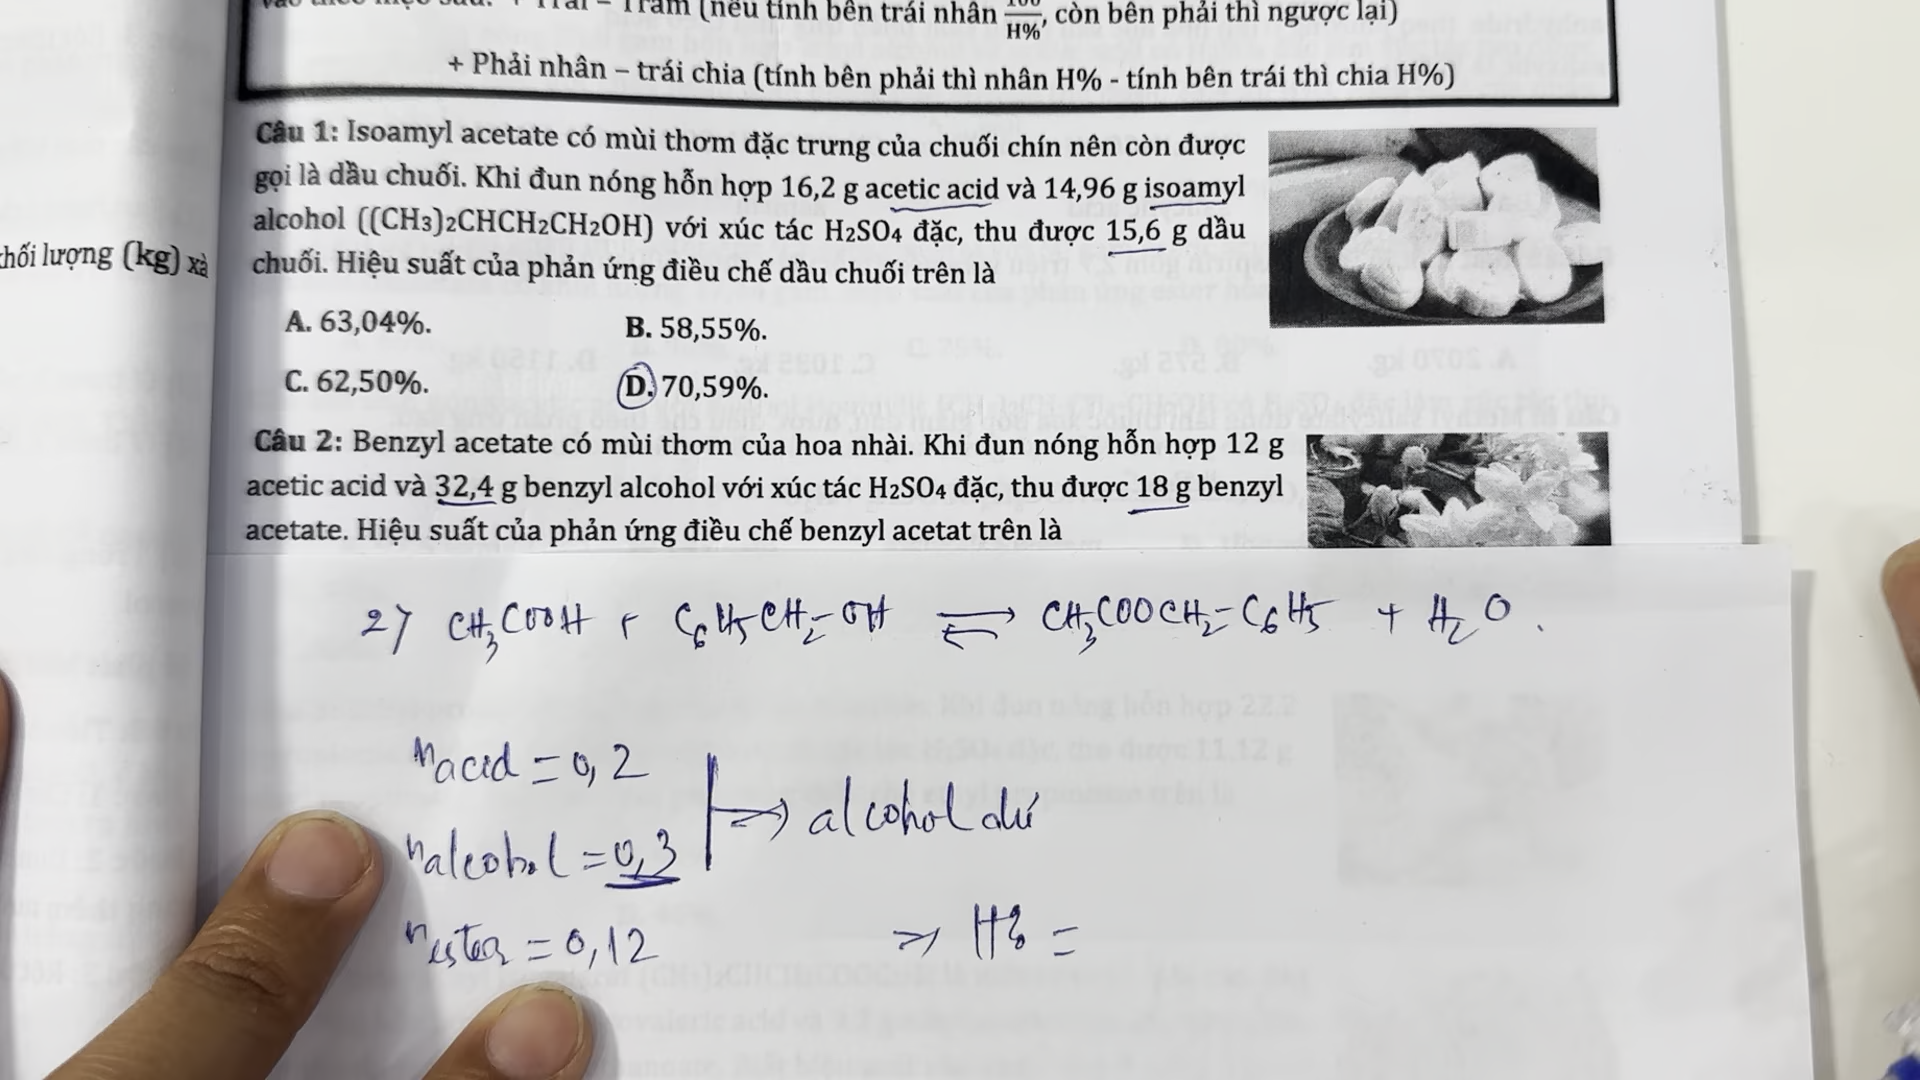 Trái – Trầm (nếu tính bên trái nhân 100/H%, còn bên phải thì ngược lại)
+ Phải nhân – trái chia (tính bên phải thì nhân H% - tính bên trái thì chia H%)
Câu 1: Isoamyl acetate có mùi thơm đặc trưng của chuối chín nên còn được
gọi là dầu chuối. Khi đun nóng hỗn hợp 16,2 g acetic acid và 14,96 g isoamyl
alcohol ((CH3)2CHCH2CH2OH) với xúc tác H2SO4 đặc, thu được 15,6 g dầu
chuối. Hiệu suất của phản ứng điều chế dầu chuối trên là
A. 63,04%. B. 58,55%.
C. 62,50%. D. 70,59%.
Câu 2: Benzyl acetate có mùi thơm của hoa nhài. Khi đun nóng hỗn hợp 12 g
acetic acid và 32,4 g benzyl alcohol với xúc tác H2SO4 đặc, thu được 18 g benzyl
acetate. Hiệu suất của phản ứng điều chế benzyl acetat trên là
khối lượng (kg) xà
2) CH3COOH + C6H5CH2-OH ⇌ CH3COOCH2-C6H5 + H2O.
nacid = 0,2
nalcohol = 0,3 => alcohol dư
nester = 0,12 => H% =